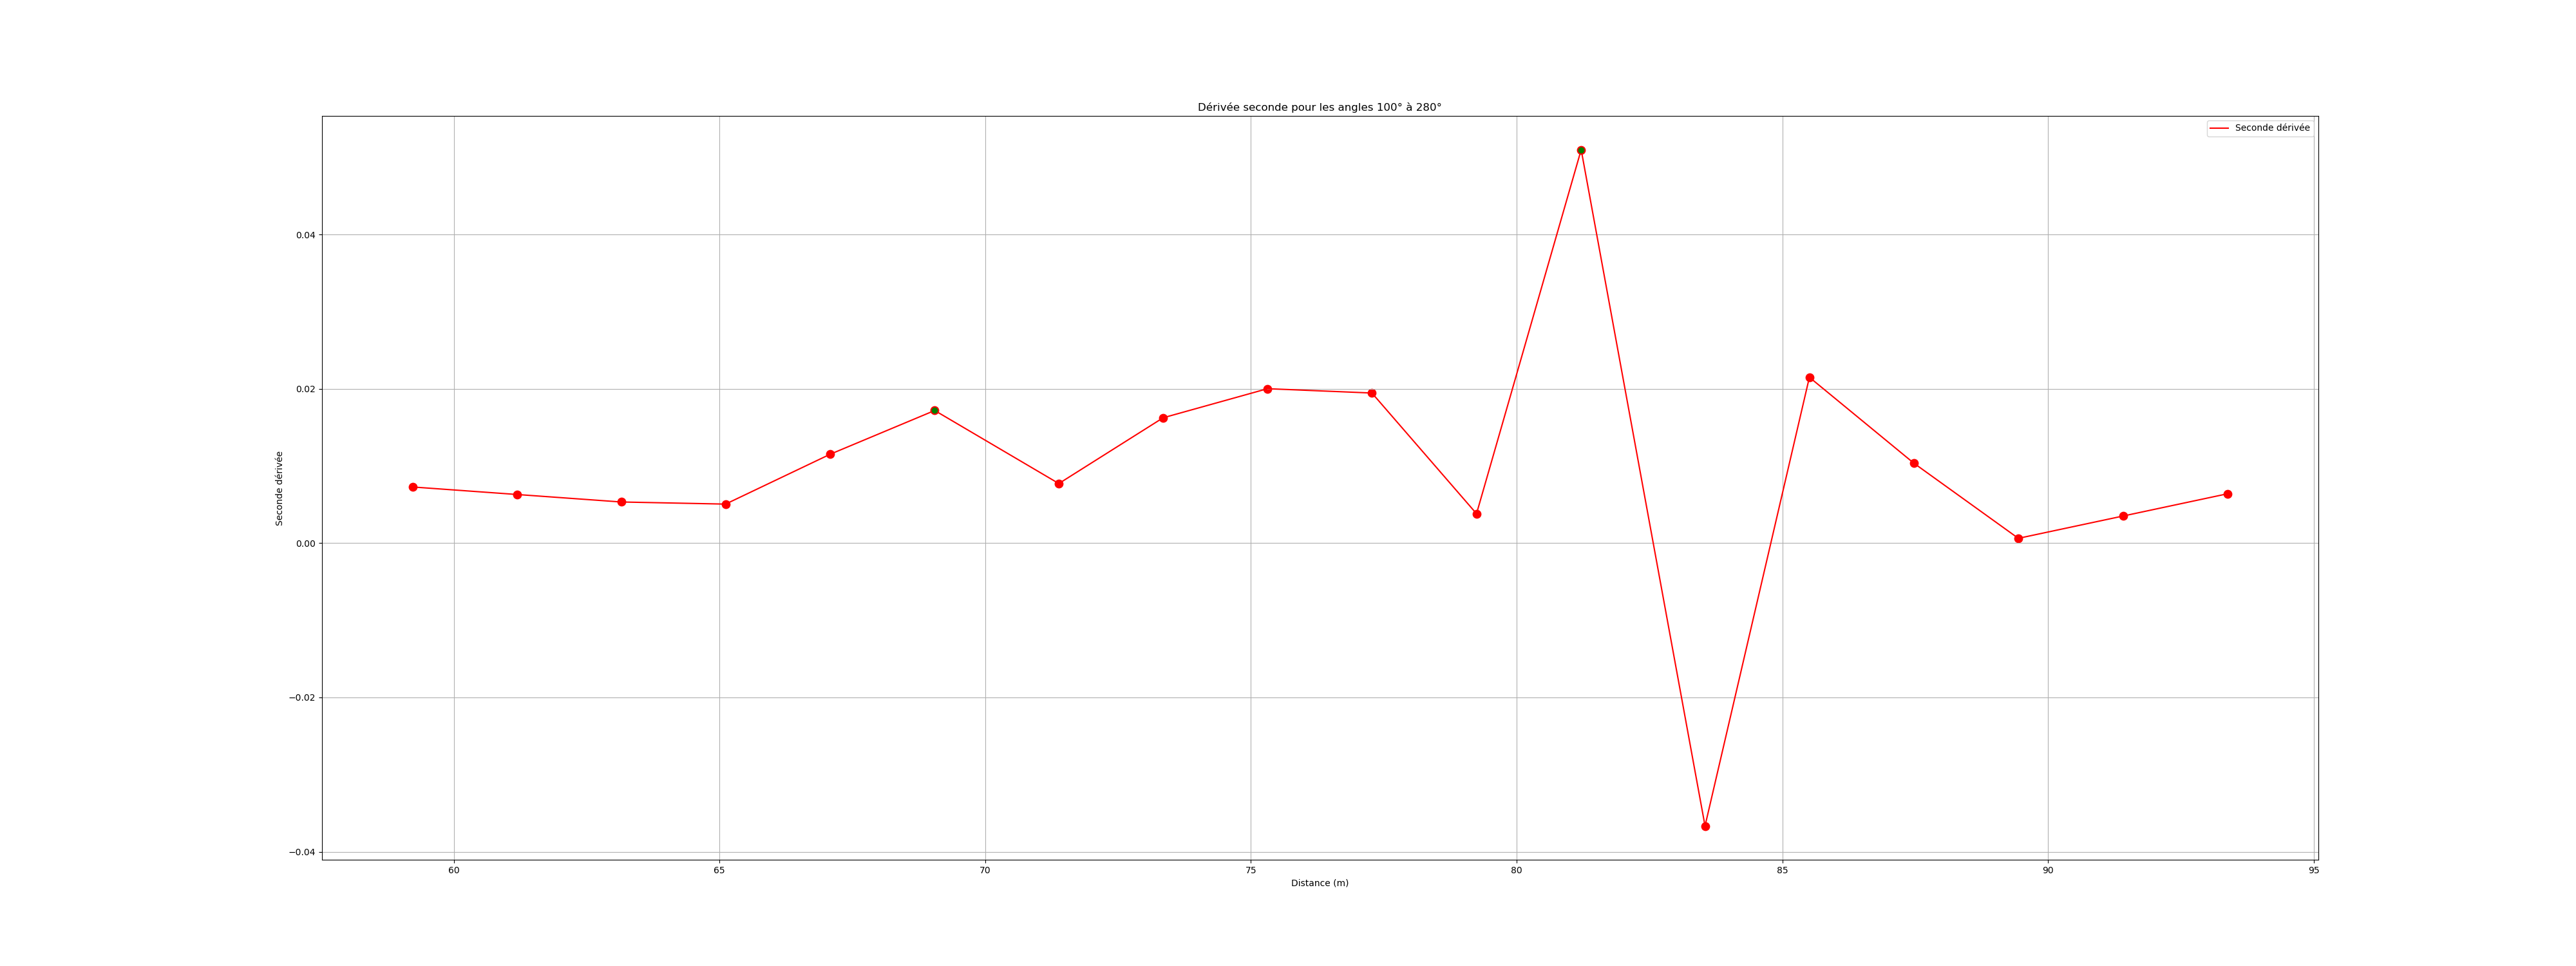 Dérivée seconde pour les angles 100° à 280°
Seconde dérivée
Seconde dérivée
0.04
0.02
0.00
−0.02
−0.04
60 65 70 75 80 85 90 95
Distance (m)